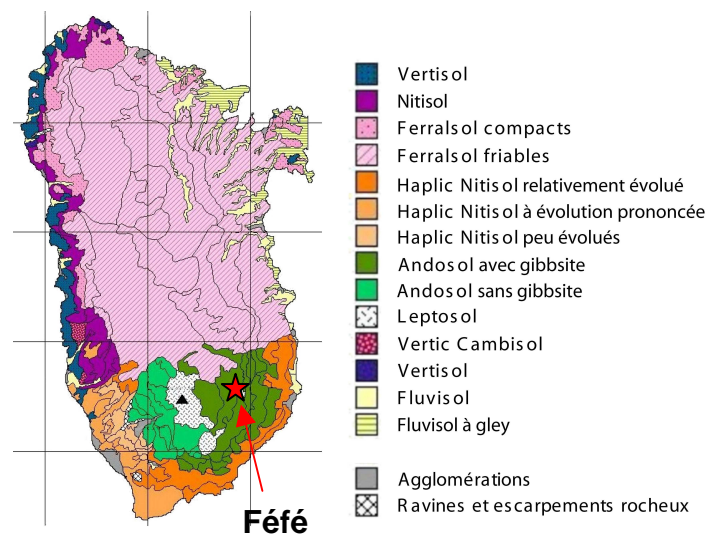 Vertisol
Nitisol
Ferralsol compacts
Ferralsol friables
Haplic Nitisol relativement évolué
Haplic Nitisol à évolution prononcée
Haplic Nitisol peu évolués
Andosol avec gibbsite
Andosol sans gibbsite
Leptosol
Vertic Cambisol
Vertisol
Fluvisol
Fluvisol à gley
Agglomérations
Ravines et escarpements rocheux
Féfé